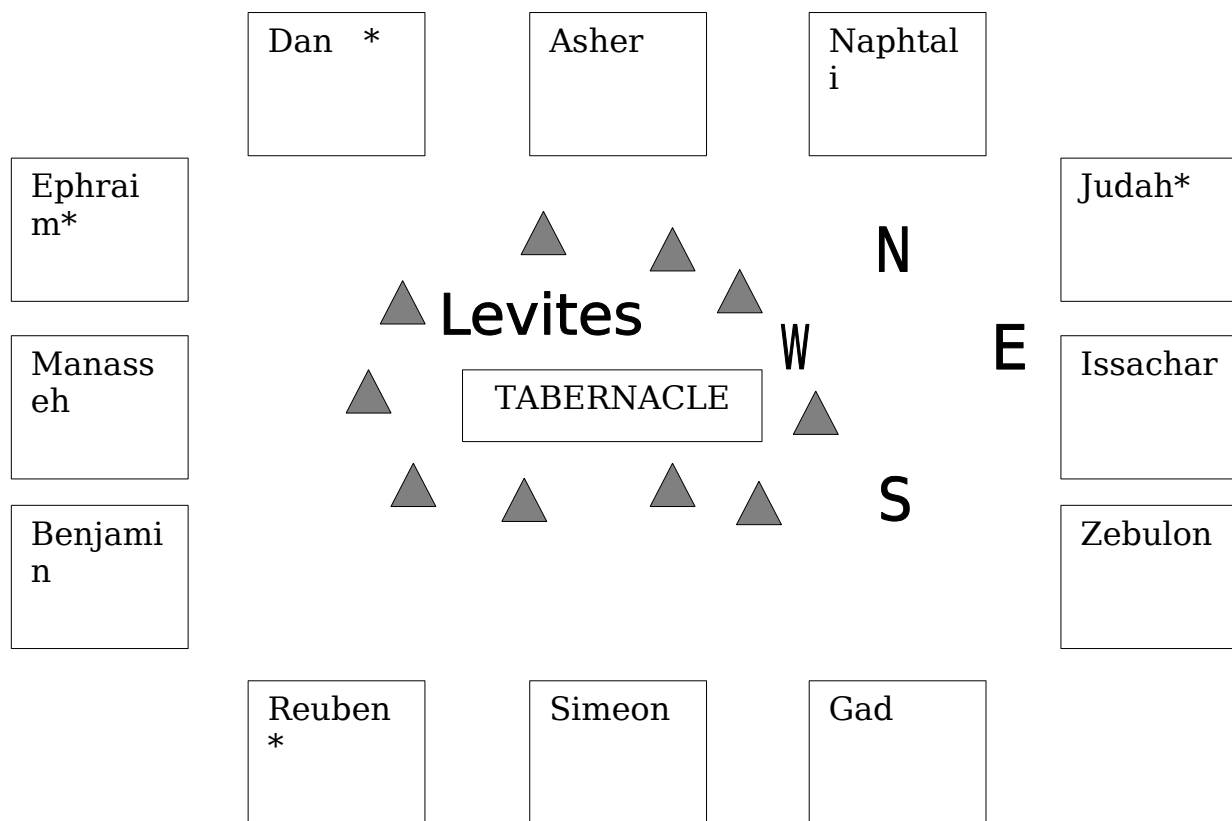 Dan *
Asher
Naphtal
i
Ephrai
m*
Judah*
N
Levites
W
E
Manass
eh
TABERNACLE
Issachar
S
Benjami
n
Zebulon
Reuben
*
Simeon
Gad